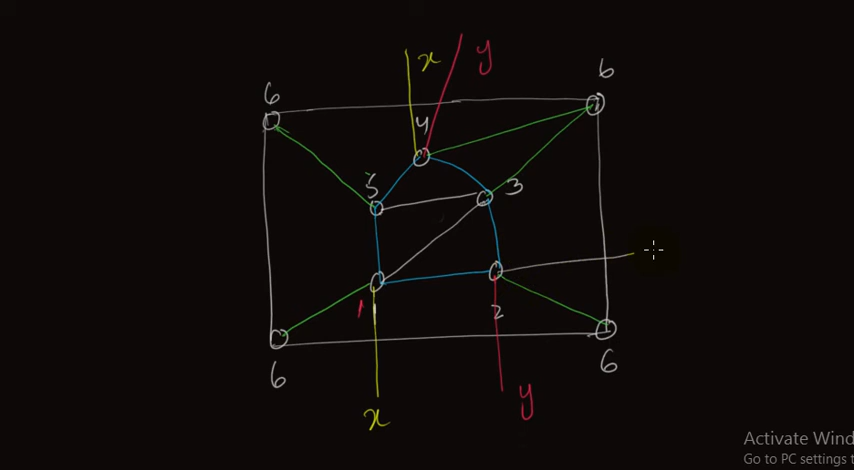 x y
6 6
4
5 3
1 2
6 6
x y
Activate Wind
Go to PC settings t